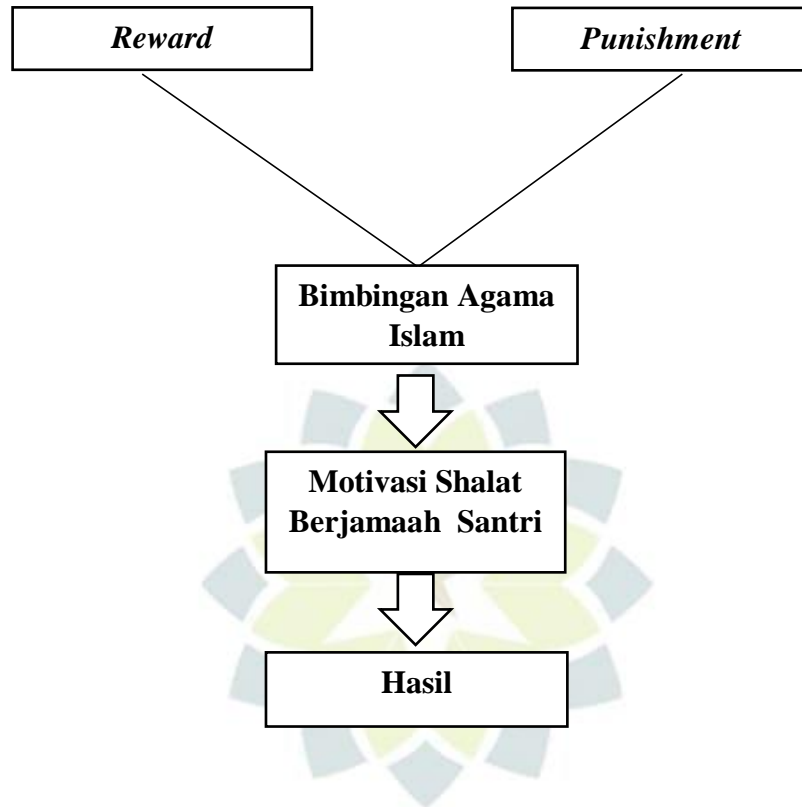 Reward
Punishment
Bimbingan Agama
Islam
Motivasi Shalat
Berjamaah Santri
Hasil